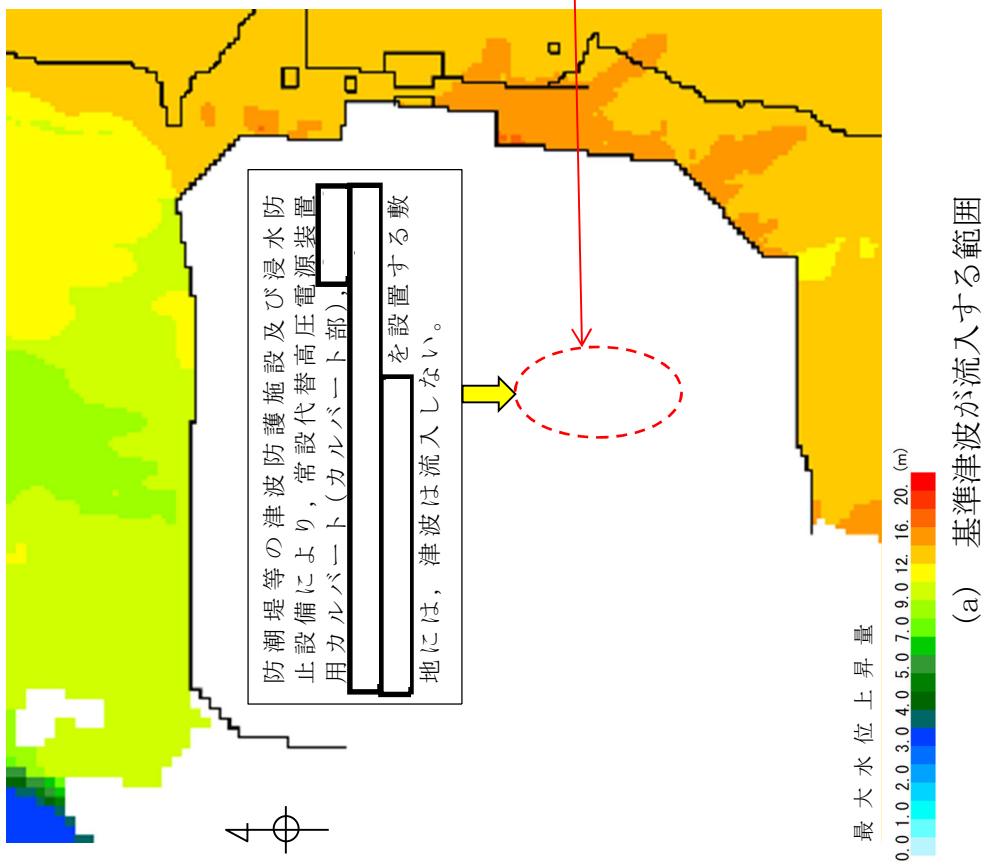 防潮堤等の津波防護施設及び浸水防
止設備により，常設代替高圧電源装置
用カルバート(カルバート部)，
を設置する敷
地には，津波は流入しない。
最大水位上昇量
0.0 1.0 2.0 3.0 4.0 5.0 7.0 9.0 12. 16. 20. (m)
(a) 基準津波が流入する範囲